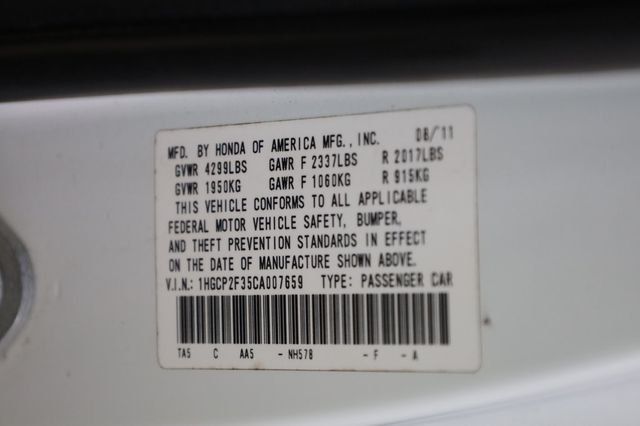 MFD. BY HONDA OF AMERICA MFG., INC. 08/11
GVWR 4299LBS GAWR F 2337LBS R 2017LBS
GVWR 1950KG GAWR F 1060KG R 915KG
THIS VEHICLE CONFORMS TO ALL APPLICABLE
FEDERAL MOTOR VEHICLE SAFETY, BUMPER,
AND THEFT PREVENTION STANDARDS IN EFFECT
ON THE DATE OF MANUFACTURE SHOWN ABOVE.
V.I.N.: 1HGCP2F35CA007659 TYPE: PASSENGER CAR
TA5 C AA5 - NH578 - F - A